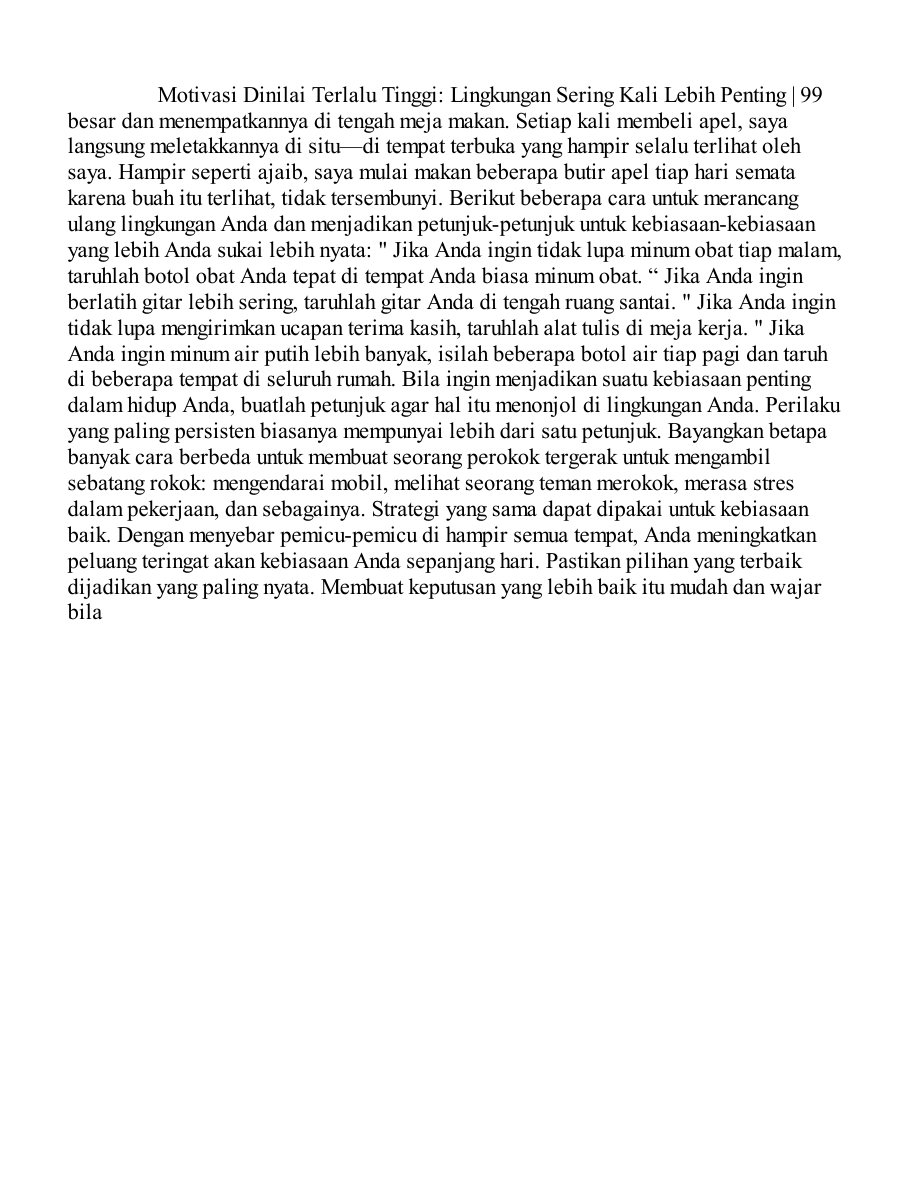 Motivasi Dinilai Terlalu Tinggi: Lingkungan Sering Kali Lebih Penting | 99
besar dan menempatkannya di tengah meja makan. Setiap kali membeli apel, saya
langsung meletakkannya di situ—di tempat terbuka yang hampir selalu terlihat oleh
saya. Hampir seperti ajaib, saya mulai makan beberapa butir apel tiap hari semata
karena buah itu terlihat, tidak tersembunyi. Berikut beberapa cara untuk merancang
ulang lingkungan Anda dan menjadikan petunjuk-petunjuk untuk kebiasaan-kebiasaan
yang lebih Anda sukai lebih nyata: " Jika Anda ingin tidak lupa minum obat tiap malam,
taruhlah botol obat Anda tepat di tempat Anda biasa minum obat. “ Jika Anda ingin
berlatih gitar lebih sering, taruhlah gitar Anda di tengah ruang santai. " Jika Anda ingin
tidak lupa mengirimkan ucapan terima kasih, taruhlah alat tulis di meja kerja. " Jika
Anda ingin minum air putih lebih banyak, isilah beberapa botol air tiap pagi dan taruh
di beberapa tempat di seluruh rumah. Bila ingin menjadikan suatu kebiasaan penting
dalam hidup Anda, buatlah petunjuk agar hal itu menonjol di lingkungan Anda. Perilaku
yang paling persisten biasanya mempunyai lebih dari satu petunjuk. Bayangkan betapa
banyak cara berbeda untuk membuat seorang perokok tergerak untuk mengambil
sebatang rokok: mengendarai mobil, melihat seorang teman merokok, merasa stres
dalam pekerjaan, dan sebagainya. Strategi yang sama dapat dipakai untuk kebiasaan
baik. Dengan menyebar pemicu-pemicu di hampir semua tempat, Anda meningkatkan
peluang teringat akan kebiasaan Anda sepanjang hari. Pastikan pilihan yang terbaik
dijadikan yang paling nyata. Membuat keputusan yang lebih baik itu mudah dan wajar
bila